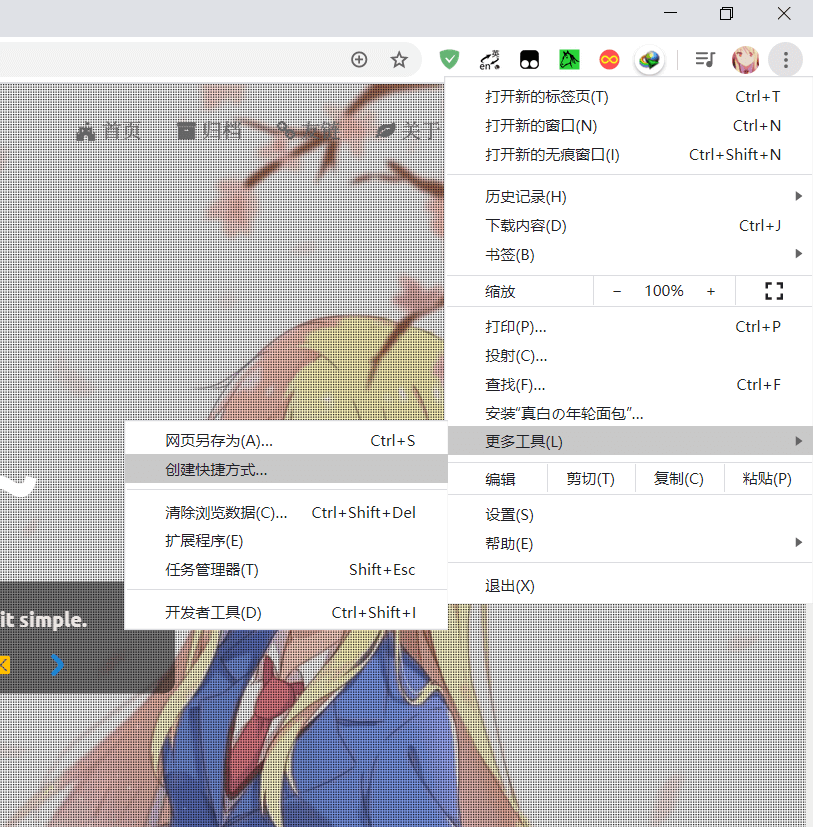 英
en
首页 归档 友链 关于
打开新的标签页(T) Ctrl+T
打开新的窗口(N) Ctrl+N
打开新的无痕窗口(I) Ctrl+Shift+N
历史记录(H)
下载内容(D) Ctrl+J
书签(B)
缩放 − 100% +
打印(P)... Ctrl+P
投射(C)...
查找(F)... Ctrl+F
安装"真白の年轮面包"...
更多工具(L)
编辑 剪切(T) 复制(C) 粘贴(P)
设置(S)
帮助(E)
退出(X)
网页另存为(A)... Ctrl+S
创建快捷方式...
清除浏览数据(C)... Ctrl+Shift+Del
扩展程序(E)
任务管理器(T) Shift+Esc
开发者工具(D) Ctrl+Shift+I
it simple.